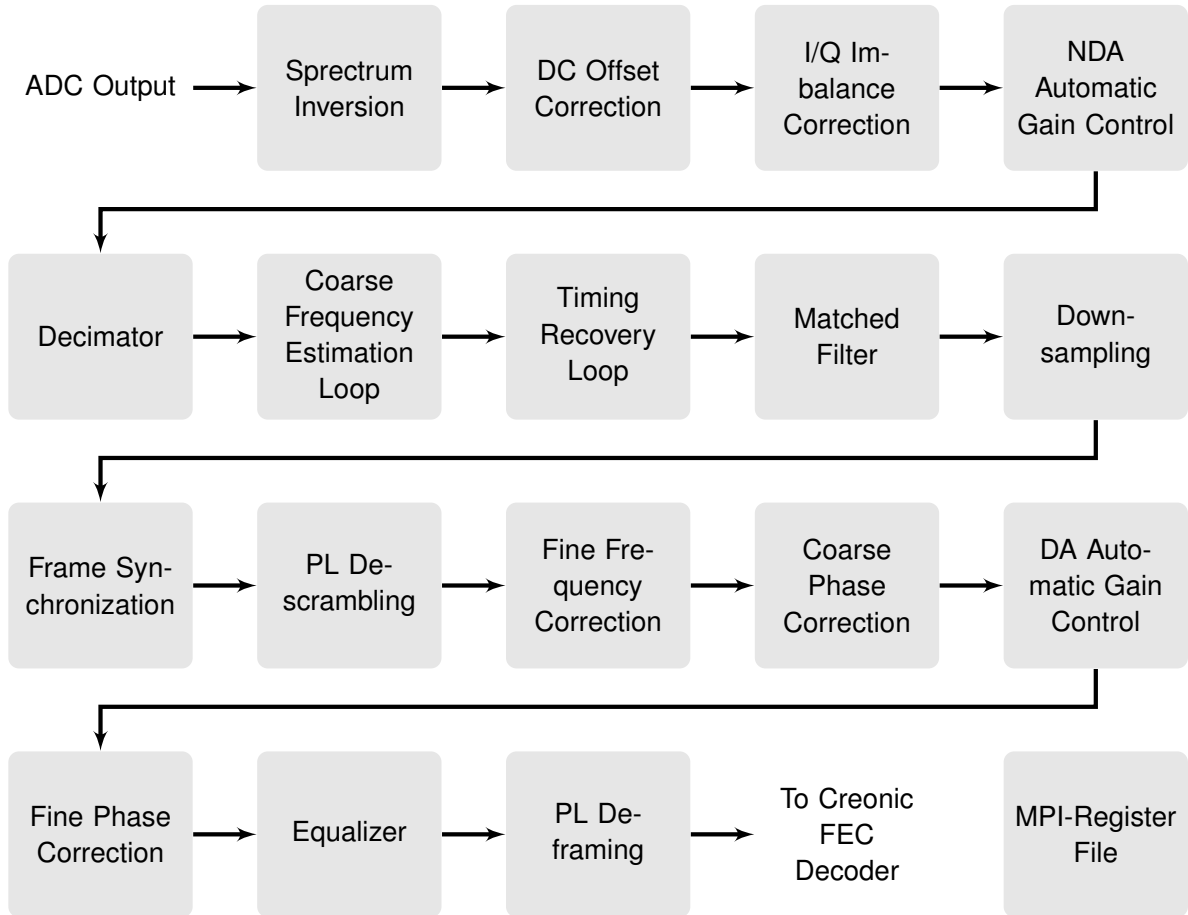 ADC Output
Sprectrum
Inversion
DC Offset
Correction
I/Q Im-
balance
Correction
NDA
Automatic
Gain Control
Decimator
Coarse
Frequency
Estimation
Loop
Timing
Recovery
Loop
Matched
Filter
Down-
sampling
Frame Syn-
chronization
PL De-
scrambling
Fine Fre-
quency
Correction
Coarse
Phase
Correction
DA Auto-
matic Gain
Control
Fine Phase
Correction
Equalizer
PL De-
framing
To Creonic
FEC
Decoder
MPI-Register
File